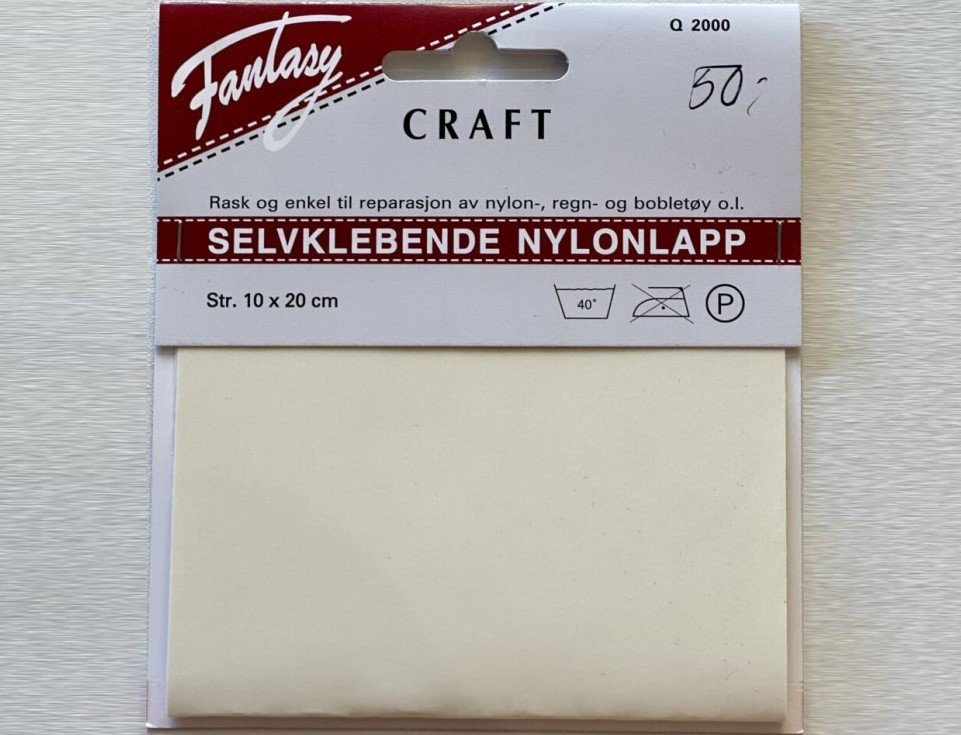 Fantasy
Q 2000
50,-
CRAFT
Rask og enkel til reparasjon av nylon-, regn- og bobletøy o.l.
SELVKLEBENDE NYLONLAPP
Str. 10 x 20 cm
40°
P